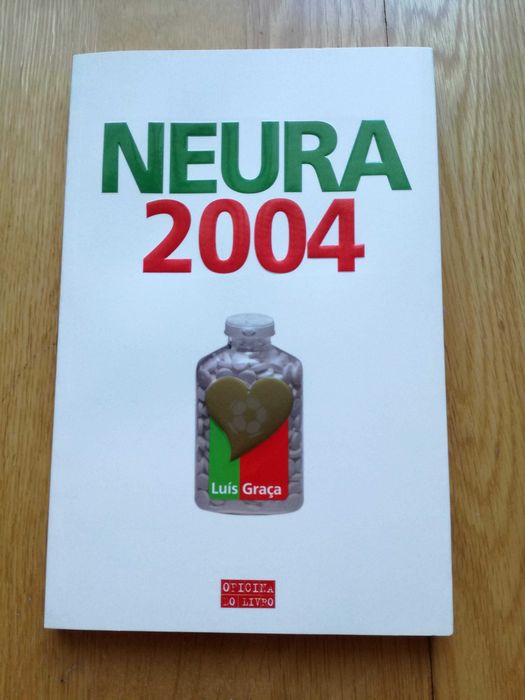 NEURA
2004
Luís Graça
OFICINA
DO LIVRO